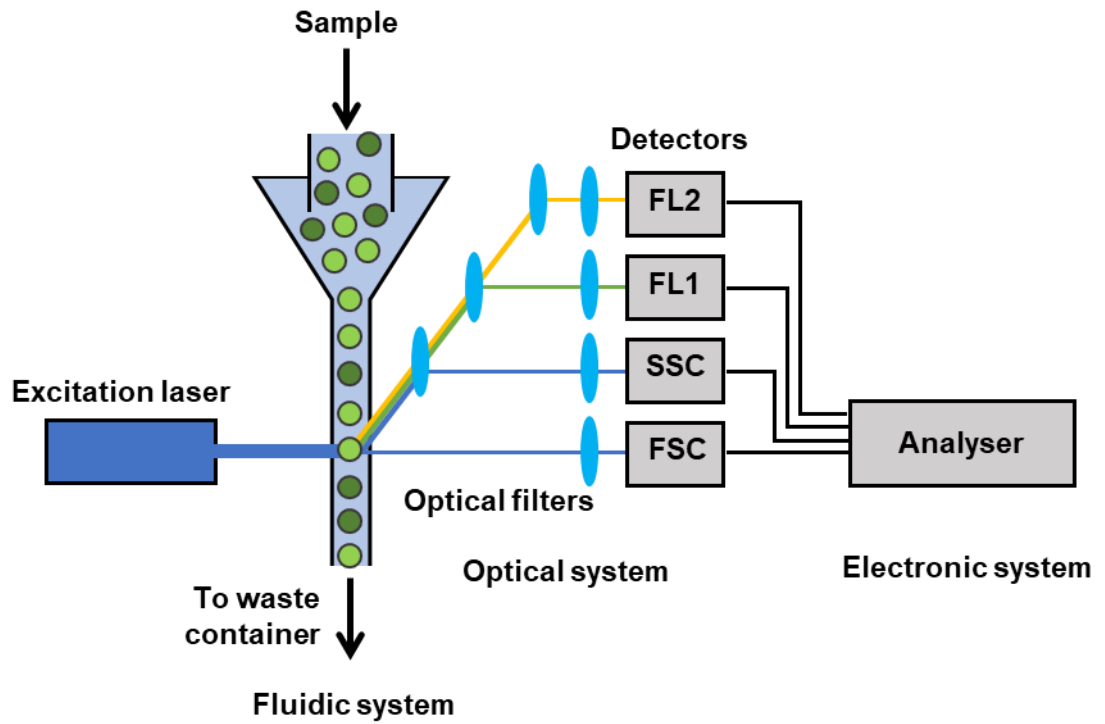 Sample
Detectors
FL2
FL1
SSC
FSC
Excitation laser
Analyser
Optical filters
Optical system
Electronic system
To waste
container
Fluidic system